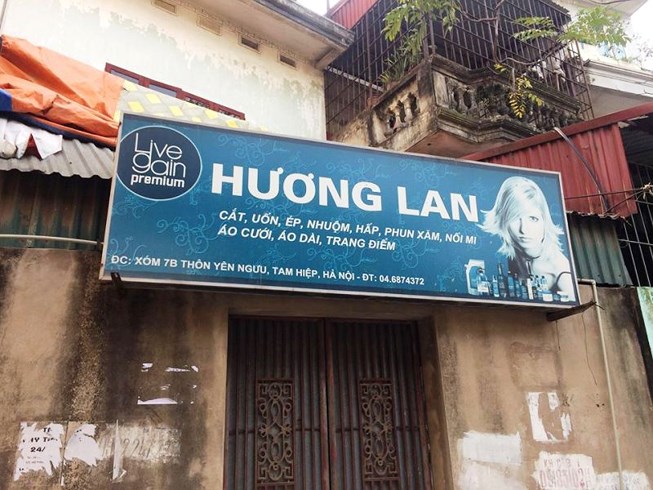 Live
gain
premium
HƯƠNG LAN
CẮT, UỐN, ÉP, NHUỘM, HẤP, PHUN XĂM, NỐI MI
ÁO CƯỚI, ÁO DÀI, TRANG ĐIỂM
ĐC: XÓM 7B THÔN YÊN NGƯU, TAM HIỆP, HÀ NỘI - ĐT: 04.6874372
24/